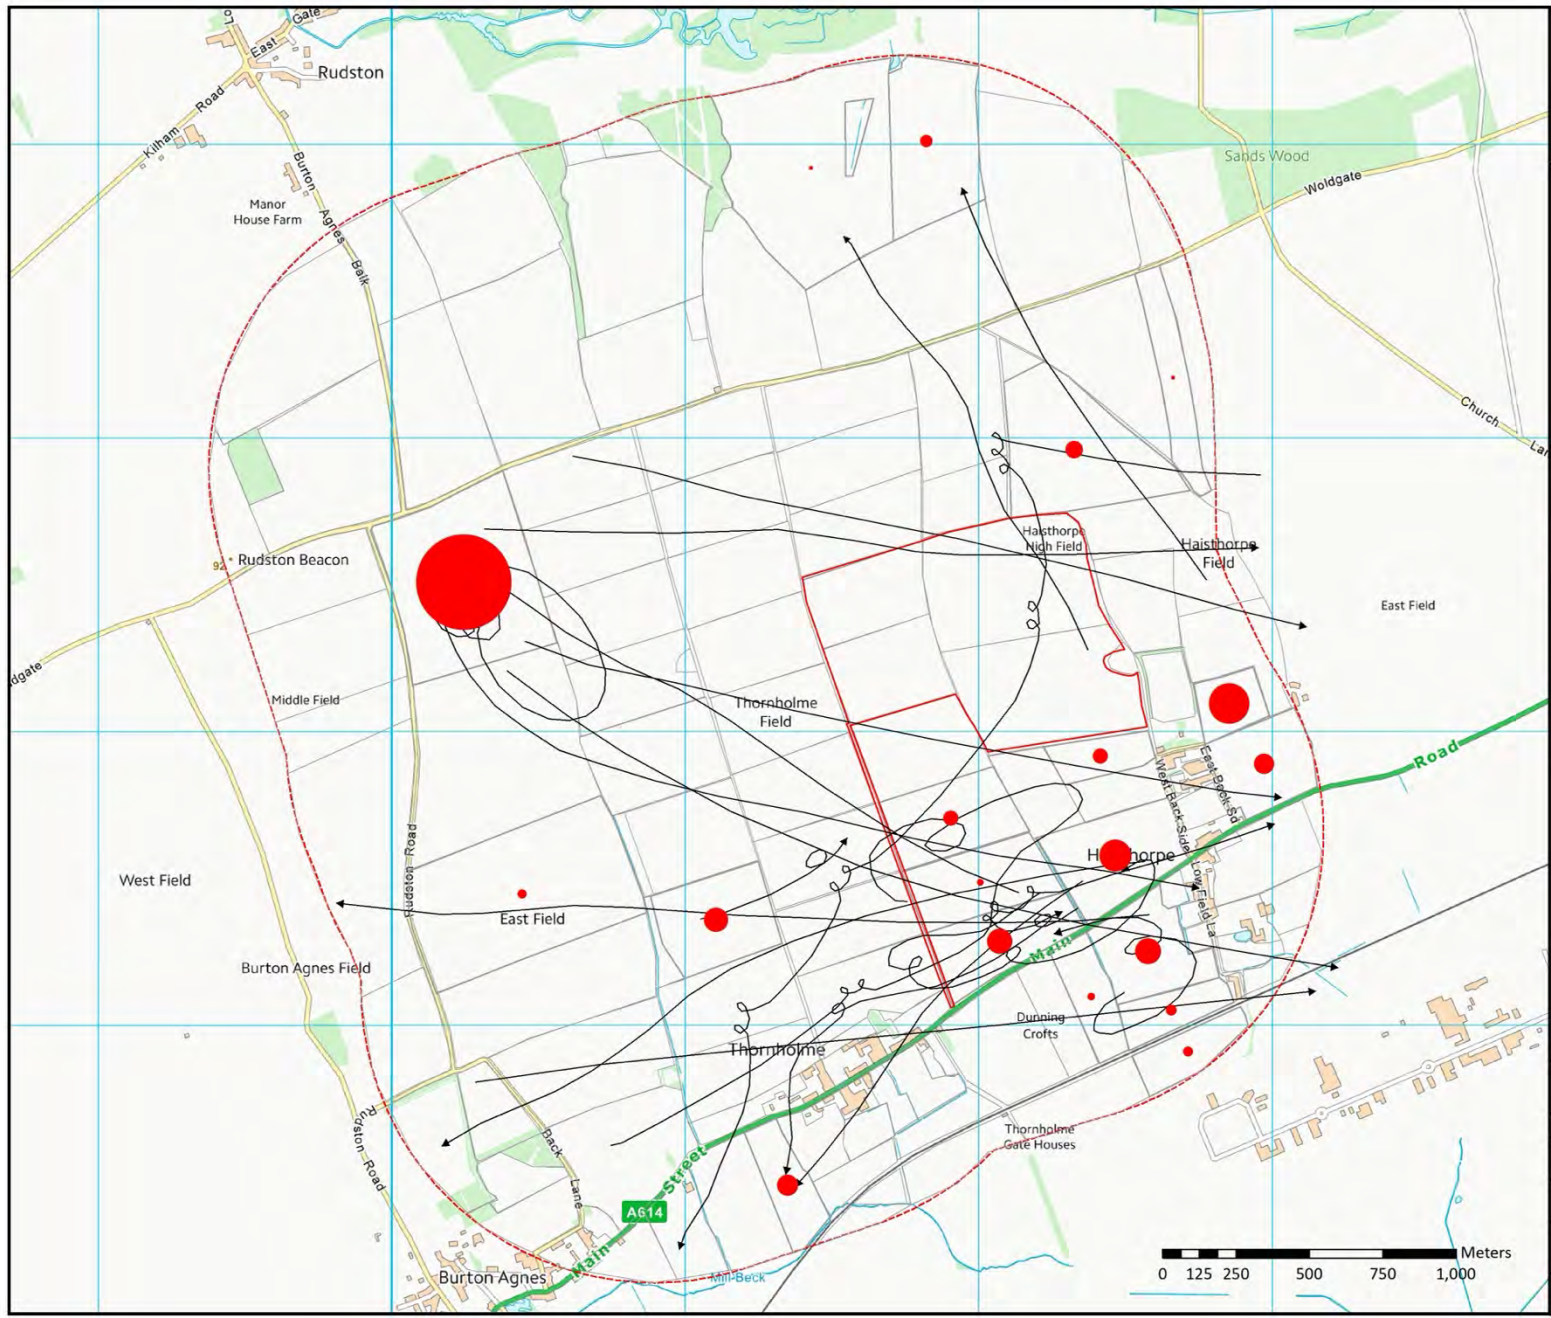 Gate
East
Rudston
Kilham Road
Burton Agnes Balk
Manor
House Farm
Sands Wood
Woldgate
Church
Haisthorpe
High Field
Haisthorpe
Field
92
Rudston Beacon
East Field
dgate
Middle Field
Thornholme
Field
Road
East Beck Sd
West Back Side
Rudston Road
H horpe
West Field
Low Field La
East Field
Main
Burton Agnes Field
Dunning
Crofts
Thornholme
Rudston Road
Back Lane
Thornholme
Gate Houses
Street
A614
Main
Burton Agnes
Mill Beck
Meters
0 125 250 500 750 1,000